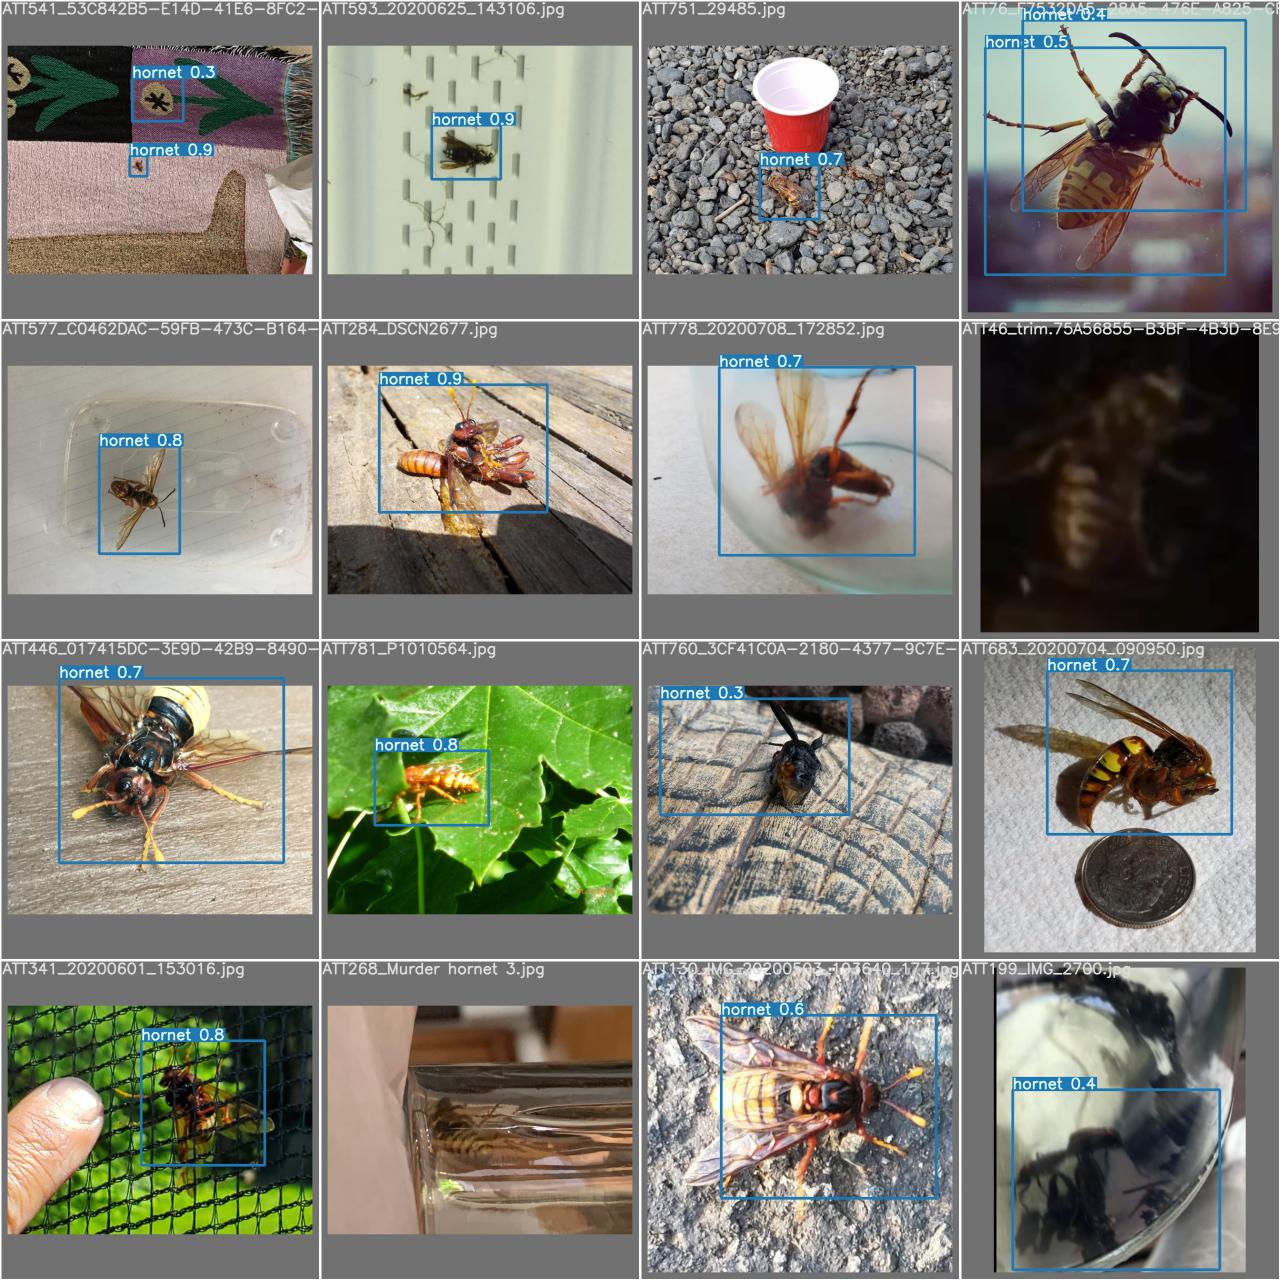 ATT541_53C842B5-E14D-41E6-8FC2-
hornet 0.3
hornet 0.9
ATT593_20200625_143106.jpg
hornet 0.9
ATT751_29485.jpg
hornet 0.7
ATT76_F7532DA5-28A5-476E-A825-
hornet 0.4
hornet 0.5
ATT577_C0462DAC-59FB-473C-B164-
hornet 0.8
ATT284_DSCN2677.jpg
hornet 0.9
ATT778_20200708_172852.jpg
hornet 0.7
ATT46_trim.75A56855-B3BF-4B3D-8E9
ATT446_017415DC-3E9D-42B9-8490-
hornet 0.7
ATT781_P1010564.jpg
hornet 0.8
ATT760_3CF41C0A-2180-4377-9C7E-
hornet 0.3
ATT683_20200704_090950.jpg
hornet 0.7
ATT341_20200601_153016.jpg
hornet 0.8
ATT268_Murder hornet 3.jpg
ATT130_IMG_20200503_103640_177.jpg
hornet 0.6
ATT199_IMG_2700.jpg
hornet 0.4